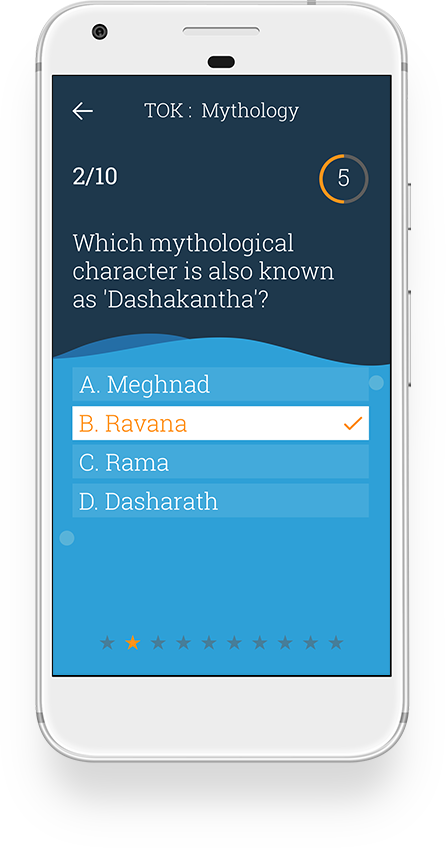 TOK : Mythology
2/10
5
Which mythological
character is also known
as 'Dashakantha'?
A. Meghnad
B. Ravana
C. Rama
D. Dasharath